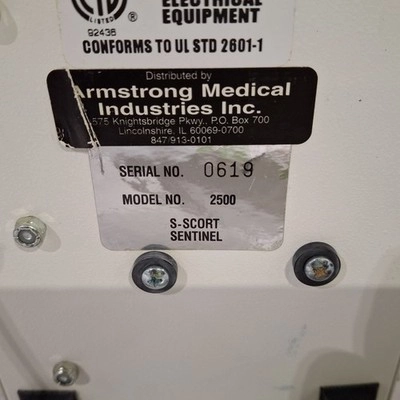 LISTED
92436
ELECTRICAL
EQUIPMENT
CONFORMS TO UL STD 2601-1
Distributed by
Armstrong Medical
Industries Inc.
575 Knightsbridge Pkwy., P.O. Box 700
Lincolnshire, IL 60069-0700
847/913-0101
SERIAL NO. 0619
MODEL NO. 2500
S-SCORT
SENTINEL